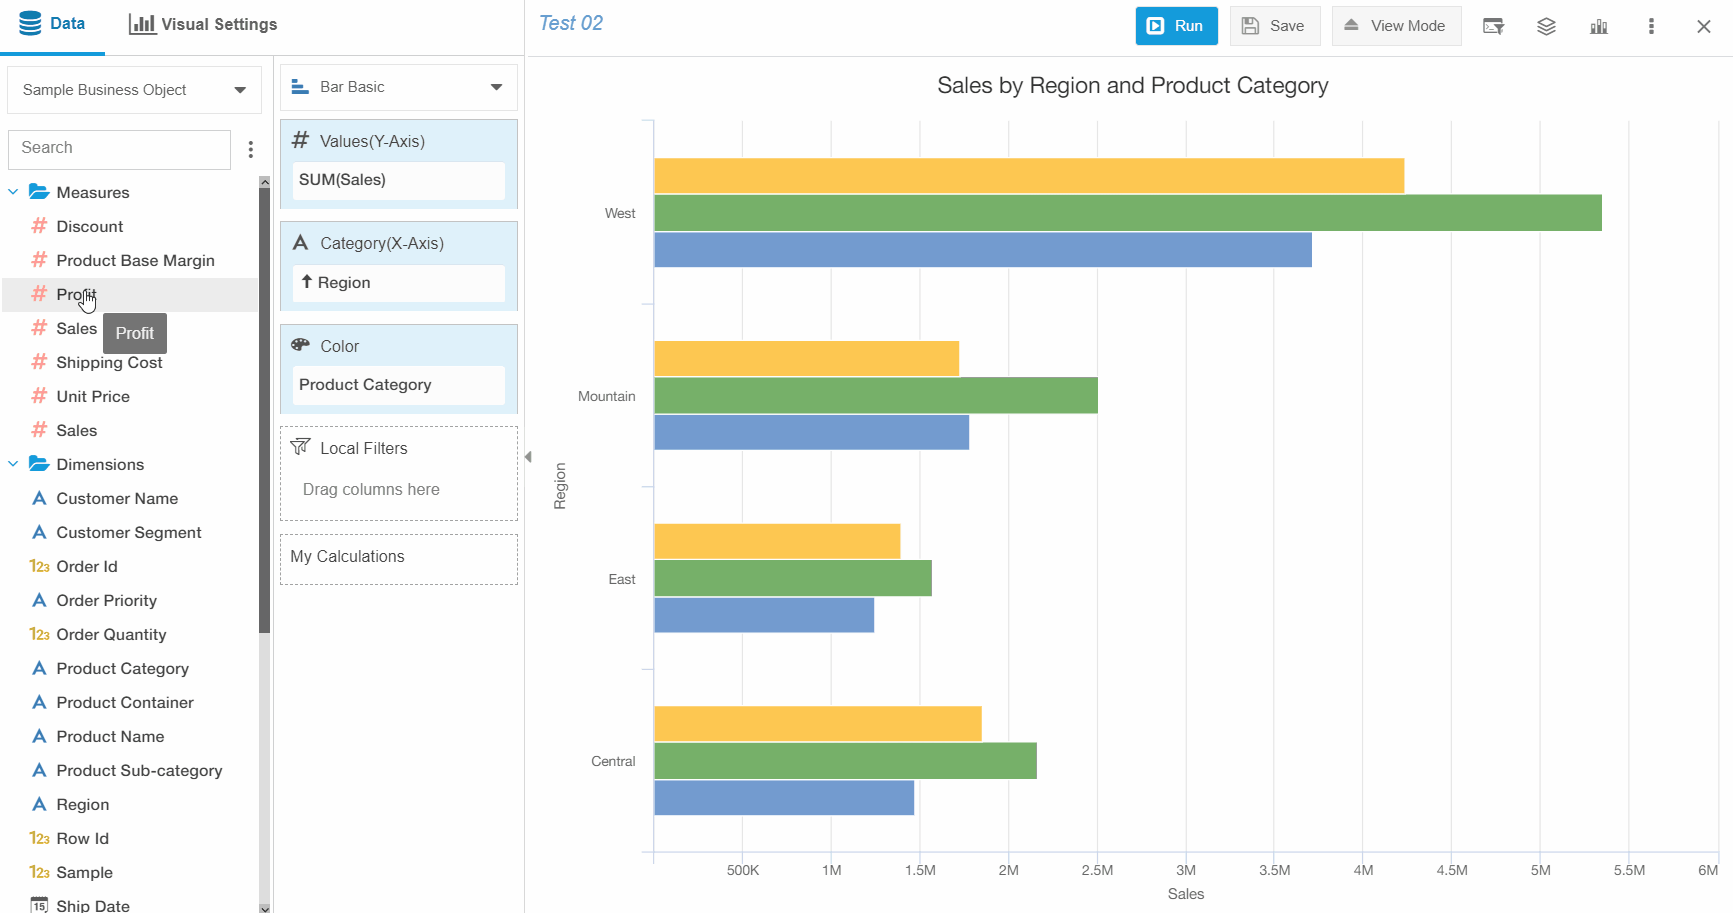 Data
Visual Settings
Test 02
Run
Save
View Mode
Sample Business Object
Search
Measures
# Discount
# Product Base Margin
# Profit
# Sales
Profit
# Shipping Cost
# Unit Price
# Sales
Dimensions
A Customer Name
A Customer Segment
123 Order Id
A Order Priority
123 Order Quantity
A Product Category
A Product Container
A Product Name
A Product Sub-category
A Region
123 Row Id
123 Sample
15 Ship Date
Bar Basic
# Values(Y-Axis)
SUM(Sales)
A Category(X-Axis)
Region
Color
Product Category
Local Filters
Drag columns here
My Calculations
Sales by Region and Product Category
Region
West
Mountain
East
Central
500K 1M 1.5M 2M 2.5M 3M 3.5M 4M 4.5M 5M 5.5M 6M
Sales